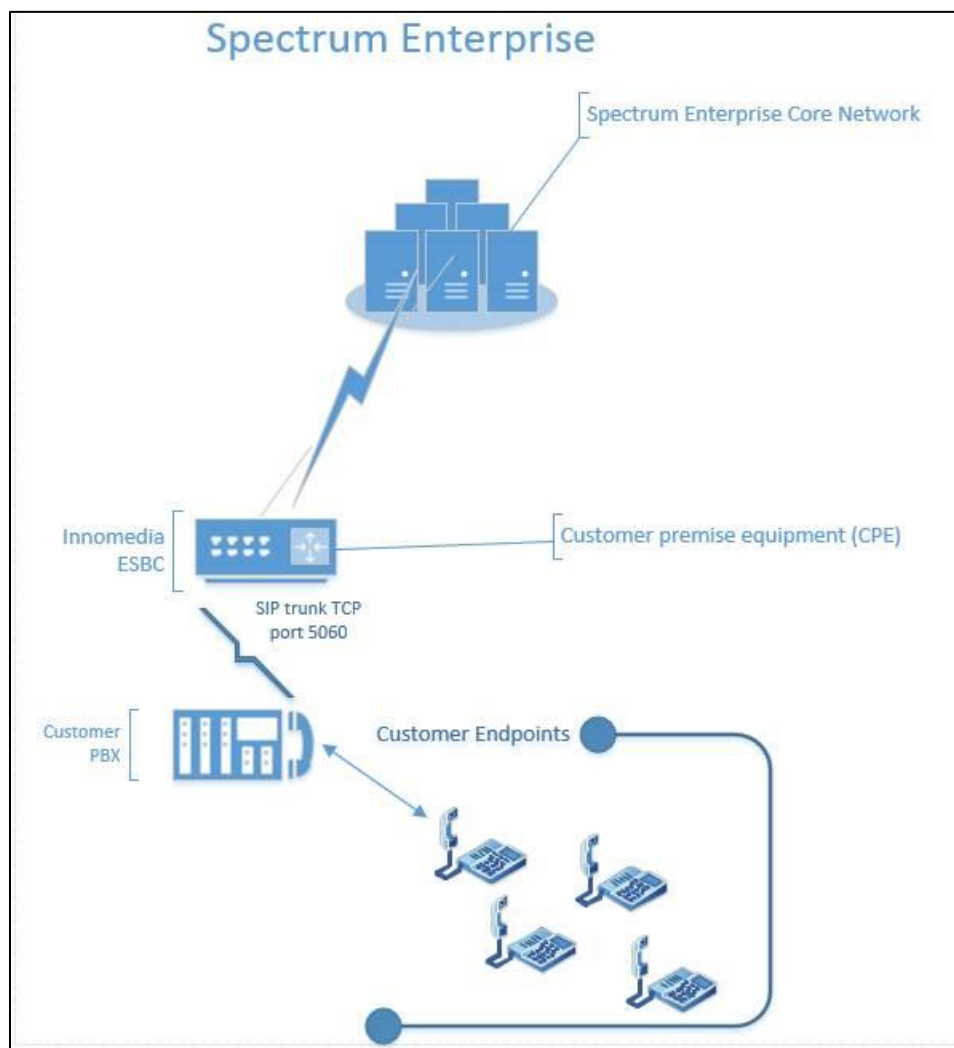 Spectrum Enterprise
Spectrum Enterprise Core Network
Innomedia
ESBC
Customer premise equipment (CPE)
SIP trunk TCP
port 5060
Customer
PBX
Customer Endpoints